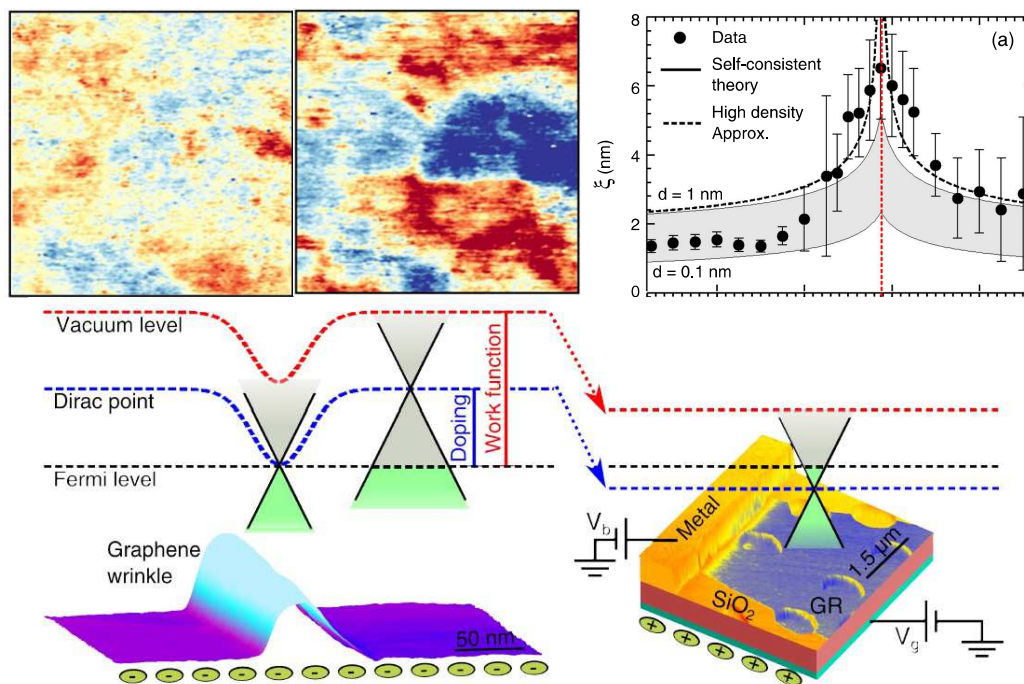 (a)
8
6
4
2
0
ξ (nm)
Data
Self-consistent
theory
High density
Approx.
d = 1 nm
d = 0.1 nm
Vacuum level
Dirac point
Fermi level
Doping
Work function
Graphene
wrinkle
50 nm
- - - - - - - - - - -
V_b
Metal
1.5 µm
SiO₂
GR
V_g
+ + + + +